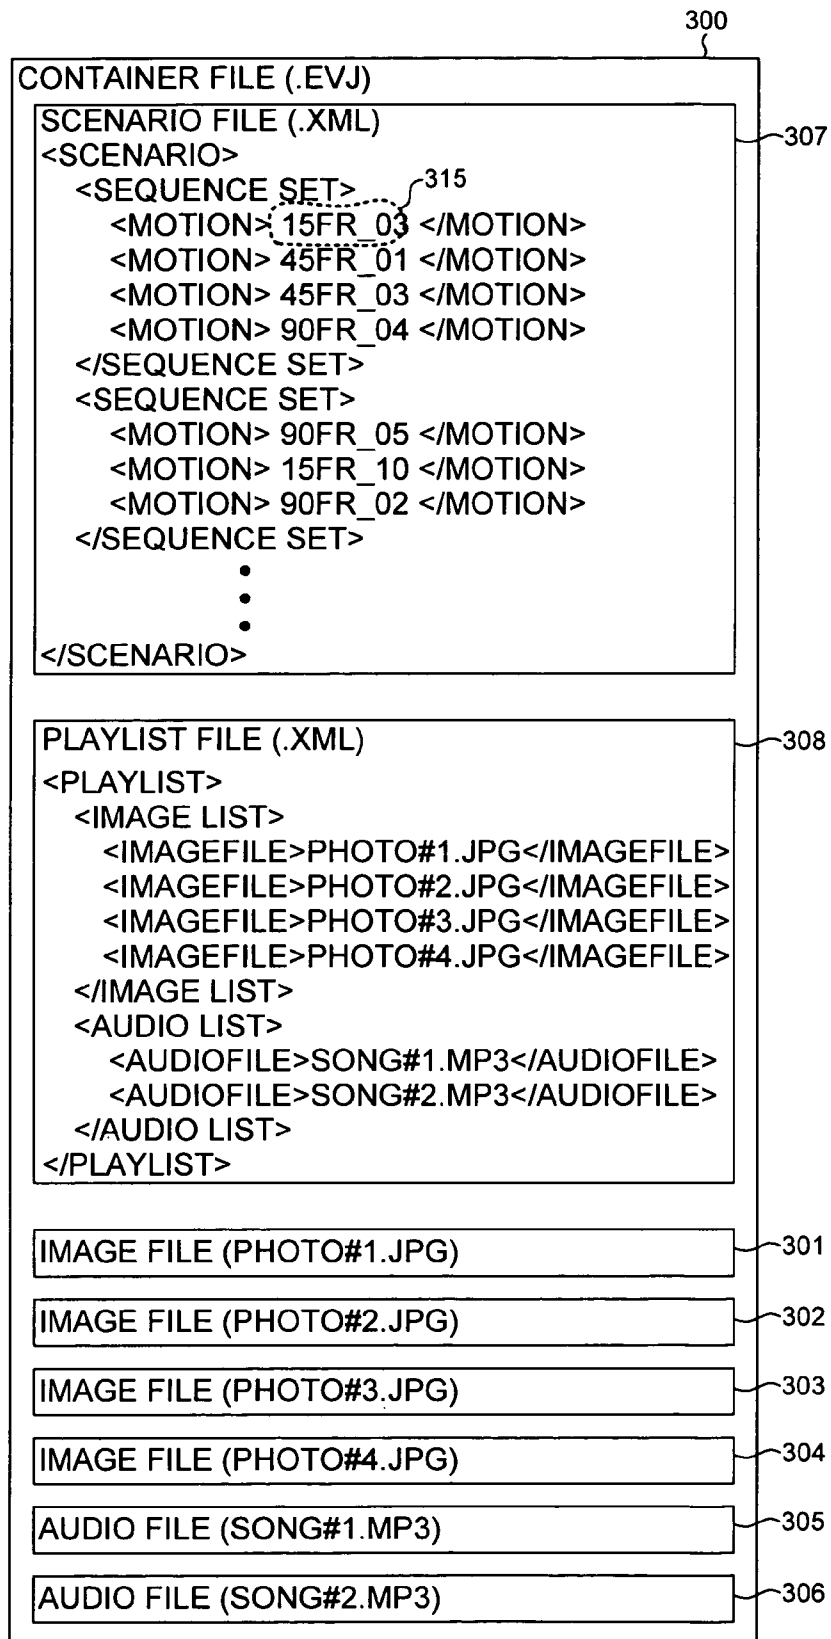 300
CONTAINER FILE (.EVJ)
SCENARIO FILE (.XML)
307
<SCENARIO>
<SEQUENCE SET>
315
<MOTION> 15FR_03 </MOTION>
<MOTION> 45FR_01 </MOTION>
<MOTION> 45FR_03 </MOTION>
<MOTION> 90FR_04 </MOTION>
</SEQUENCE SET>
<SEQUENCE SET>
<MOTION> 90FR_05 </MOTION>
<MOTION> 15FR_10 </MOTION>
<MOTION> 90FR_02 </MOTION>
</SEQUENCE SET>
</SCENARIO>
PLAYLIST FILE (.XML)
308
<PLAYLIST>
<IMAGE LIST>
<IMAGEFILE>PHOTO#1.JPG</IMAGEFILE>
<IMAGEFILE>PHOTO#2.JPG</IMAGEFILE>
<IMAGEFILE>PHOTO#3.JPG</IMAGEFILE>
<IMAGEFILE>PHOTO#4.JPG</IMAGEFILE>
</IMAGE LIST>
<AUDIO LIST>
<AUDIOFILE>SONG#1.MP3</AUDIOFILE>
<AUDIOFILE>SONG#2.MP3</AUDIOFILE>
</AUDIO LIST>
</PLAYLIST>
IMAGE FILE (PHOTO#1.JPG)
301
IMAGE FILE (PHOTO#2.JPG)
302
IMAGE FILE (PHOTO#3.JPG)
303
IMAGE FILE (PHOTO#4.JPG)
304
AUDIO FILE (SONG#1.MP3)
305
AUDIO FILE (SONG#2.MP3)
306